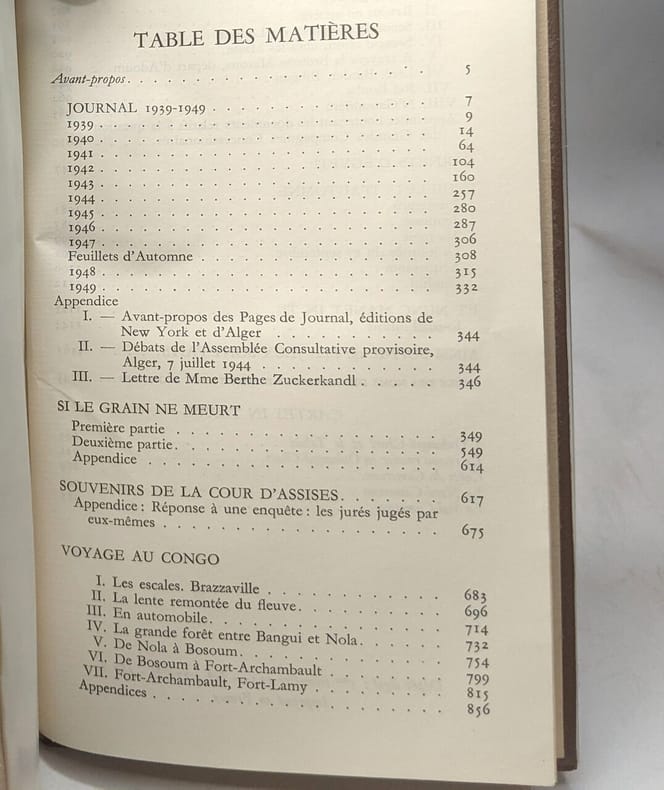 TABLE DES MATIÈRES
Avant-propos. . . . . . . . . . . . . . . . . . 5
JOURNAL 1939-1949 . . . . . . . . . . . . . 7
1939 . . . . . . . . . . . . . . . . . . . . 9
1940 . . . . . . . . . . . . . . . . . . . . 14
1941 . . . . . . . . . . . . . . . . . . . . 64
1942 . . . . . . . . . . . . . . . . . . . . 104
1943 . . . . . . . . . . . . . . . . . . . . 160
1944 . . . . . . . . . . . . . . . . . . . . 257
1945 . . . . . . . . . . . . . . . . . . . . 280
1946 . . . . . . . . . . . . . . . . . . . . 287
1947 . . . . . . . . . . . . . . . . . . . . 306
Feuillets d'Automne . . . . . . . . . . . . . 308
1948 . . . . . . . . . . . . . . . . . . . . 315
1949 . . . . . . . . . . . . . . . . . . . . 332
Appendice
I. — Avant-propos des Pages de Journal, éditions de
New York et d'Alger . . . . . . . . . . . 344
II. — Débats de l'Assemblée Consultative provisoire,
Alger, 7 juillet 1944 . . . . . . . . . . . 344
III. — Lettre de Mme Berthe Zuckerkandl . . . . . 346
SI LE GRAIN NE MEURT
Première partie . . . . . . . . . . . . . . . 349
Deuxième partie. . . . . . . . . . . . . . . 549
Appendice . . . . . . . . . . . . . . . . . 614
SOUVENIRS DE LA COUR D'ASSISES. . . . . . 617
Appendice : Réponse à une enquête : les jurés jugés par
eux-mêmes . . . . . . . . . . . . . . . . 675
VOYAGE AU CONGO
I. Les escales. Brazzaville . . . . . . . . . . 683
II. La lente remontée du fleuve. . . . . . . . . 696
III. En automobile. . . . . . . . . . . . . . 714
IV. La grande forêt entre Bangui et Nola. . . . . 732
V. De Nola à Bosoum. . . . . . . . . . . . 754
VI. De Bosoum à Fort-Archambault . . . . . . . 799
VII. Fort-Archambault, Fort-Lamy . . . . . . . 815
Appendices . . . . . . . . . . . . . . . . 856